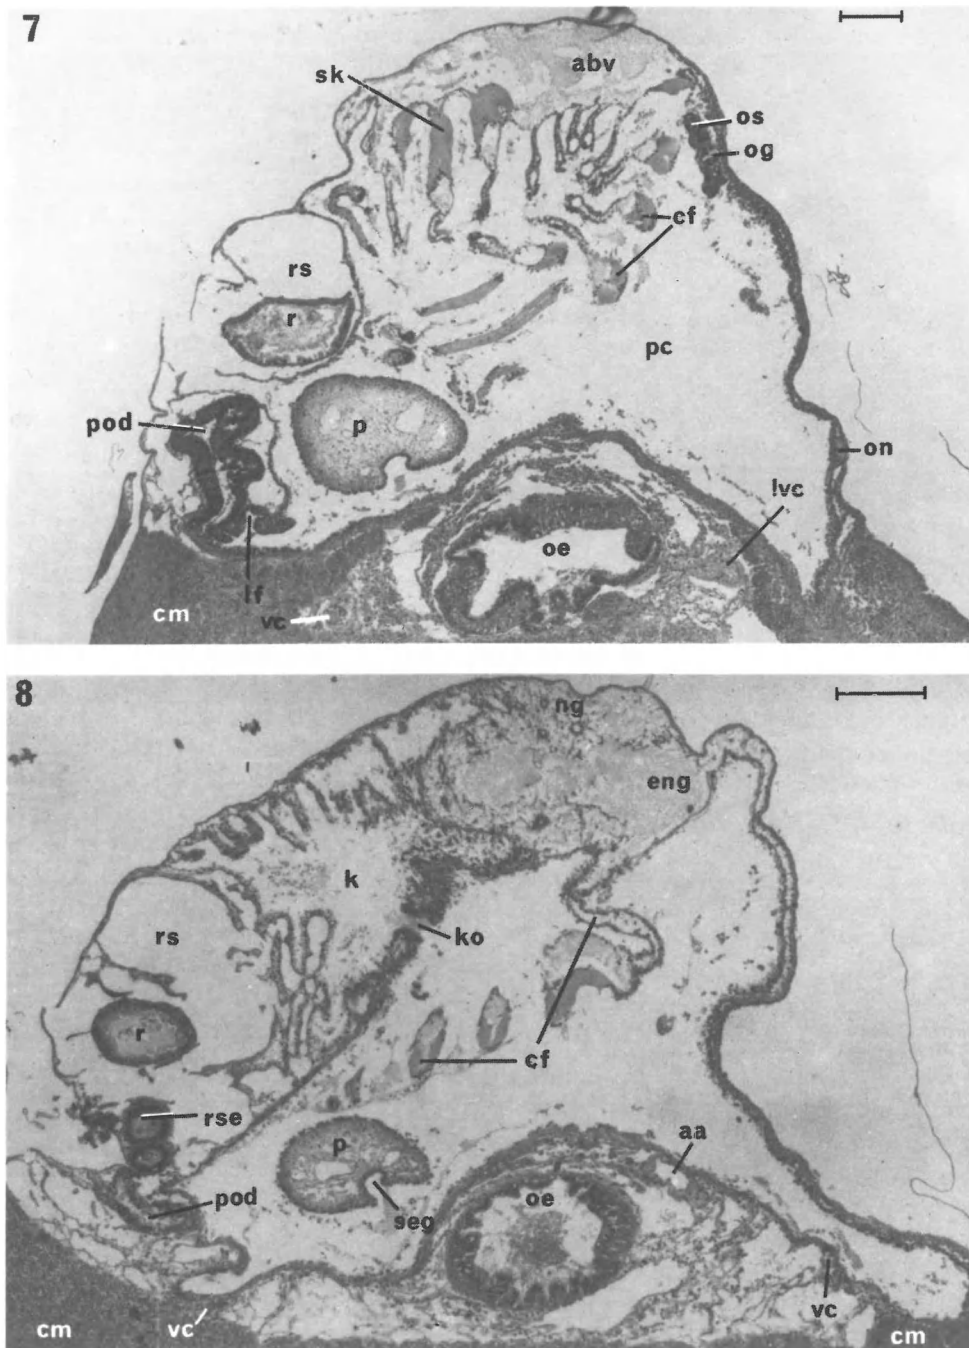 7
abv
sk
os
og
cf
rs
r
pc
pod
p
on
lvc
oe
lf
cm
vc
8
ng
eng
k
rs
ko
r
cf
rse
p
aa
pod
seg
oe
vc
cm
vc
cm